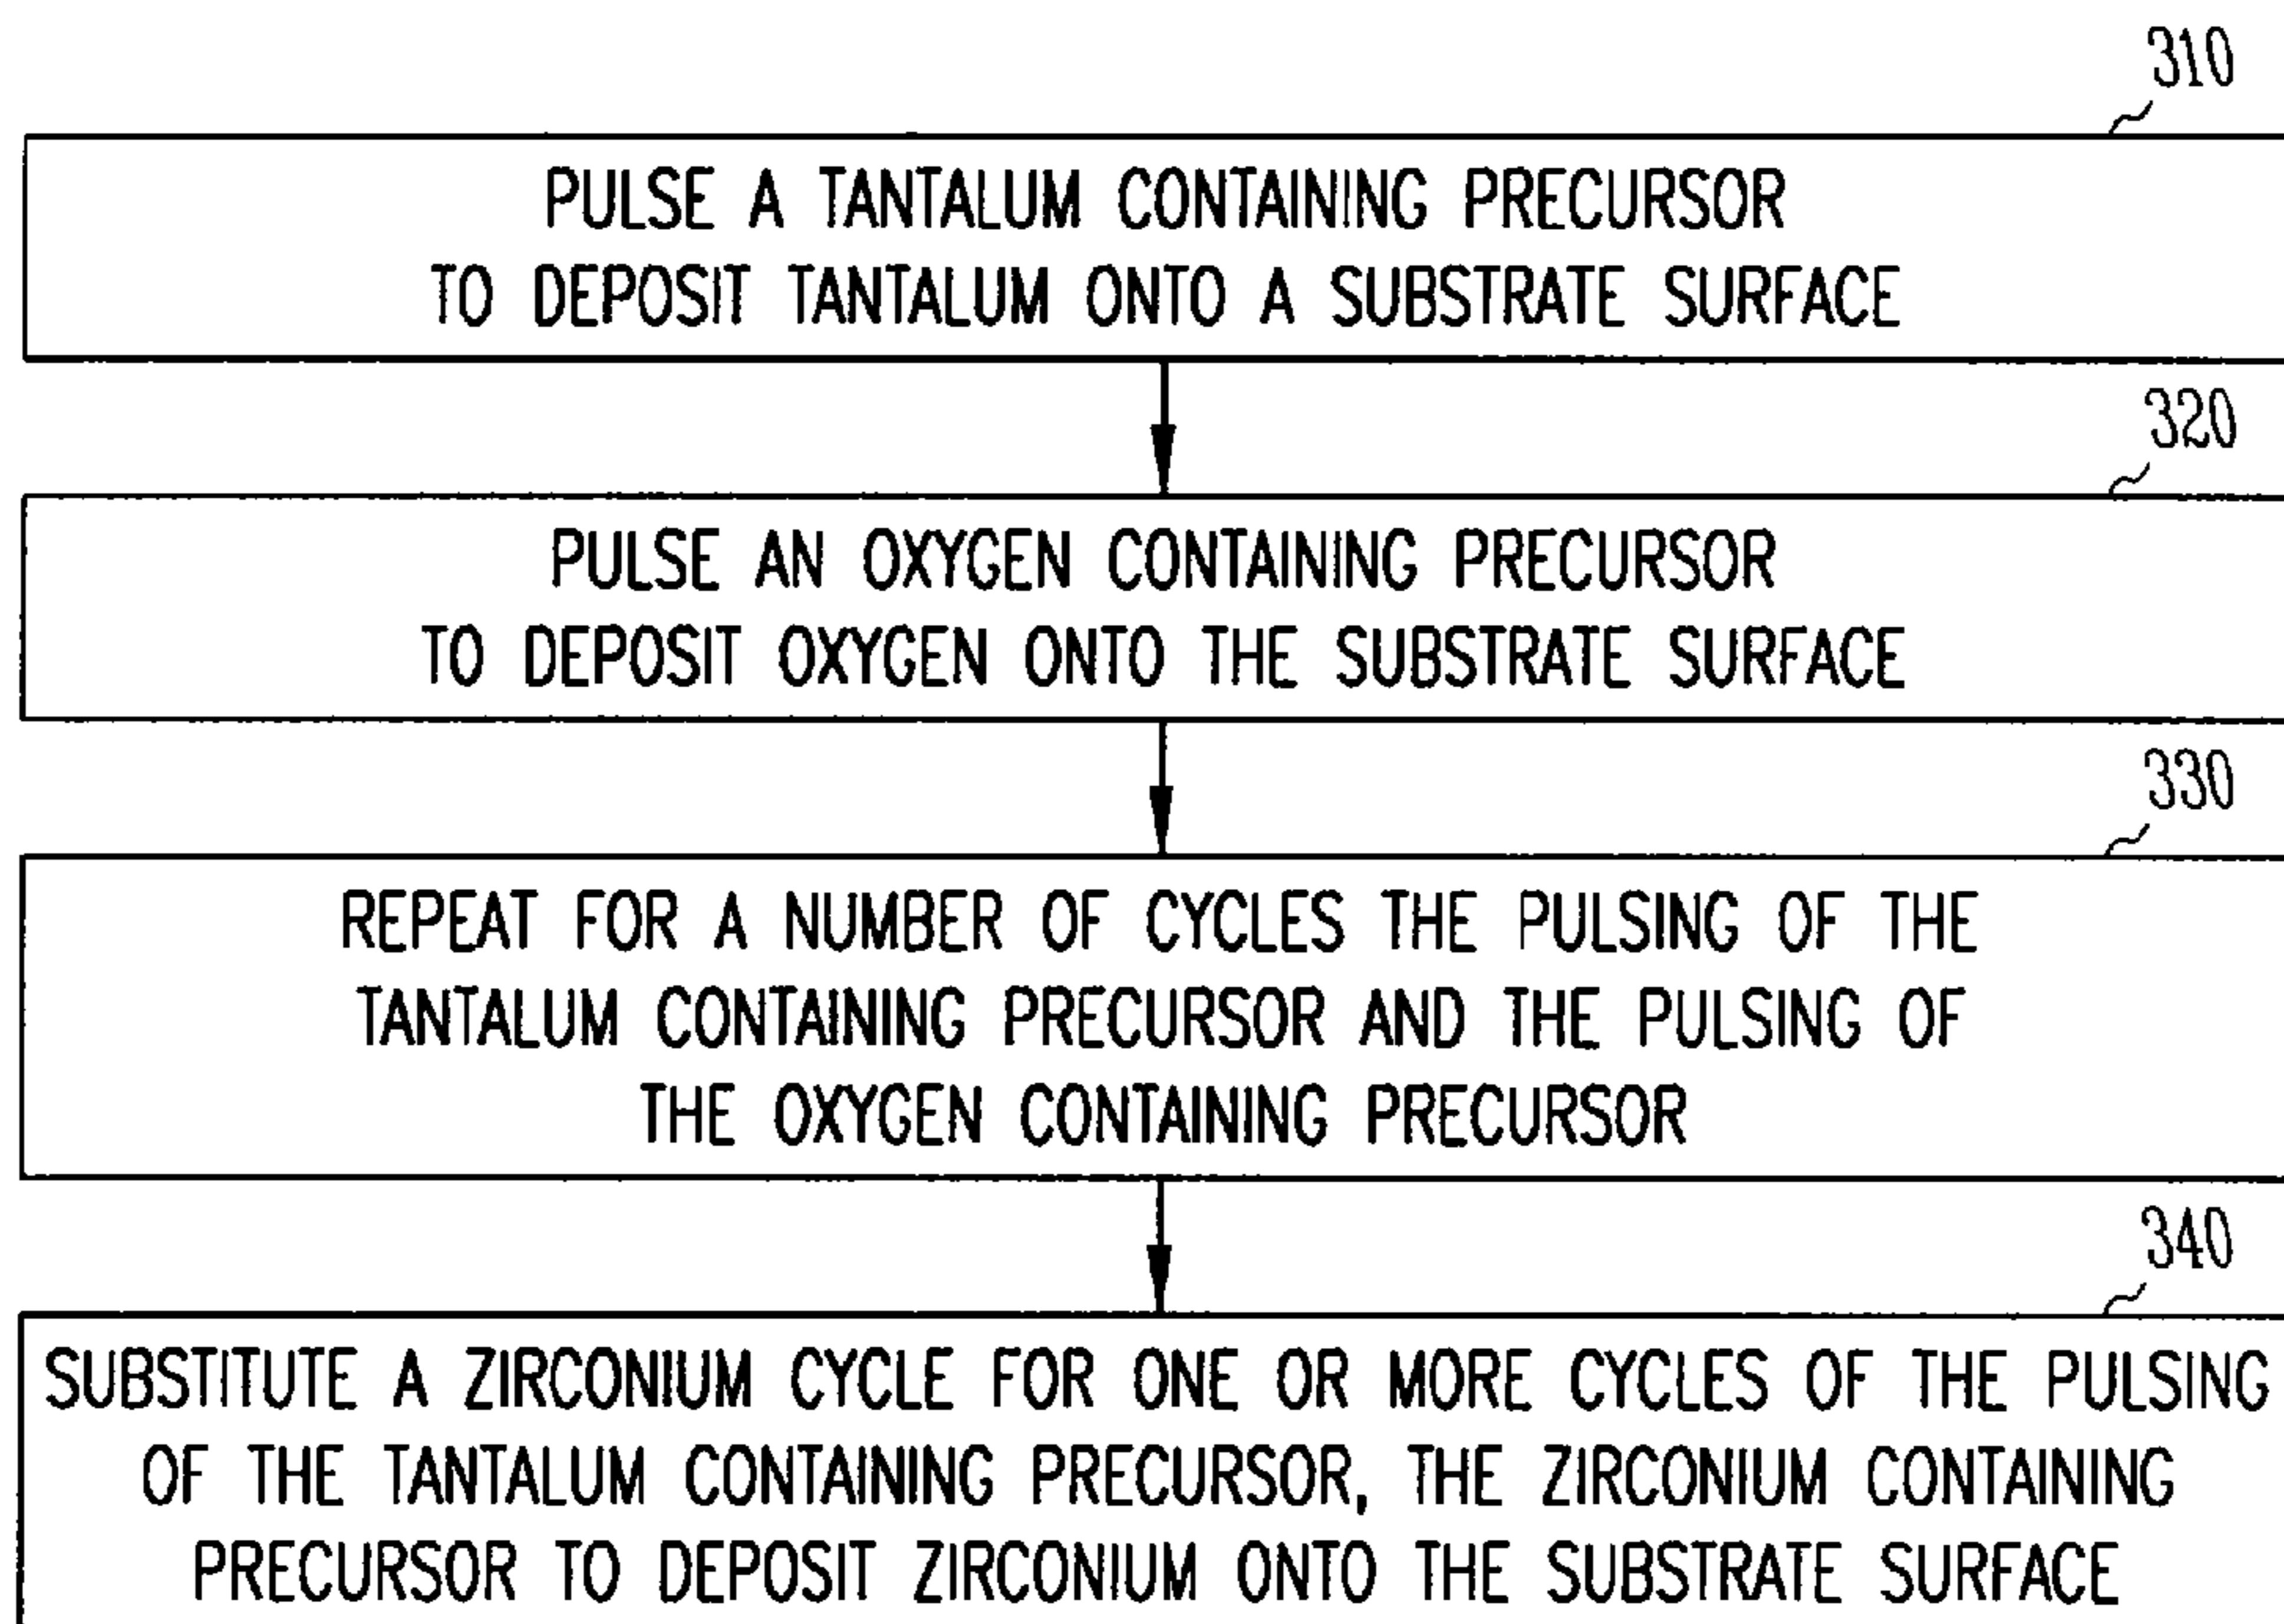 310
PULSE A TANTALUM CONTAINING PRECURSOR
TO DEPOSIT TANTALUM ONTO A SUBSTRATE SURFACE
320
PULSE AN OXYGEN CONTAINING PRECURSOR
TO DEPOSIT OXYGEN ONTO THE SUBSTRATE SURFACE
330
REPEAT FOR A NUMBER OF CYCLES THE PULSING OF THE
TANTALUM CONTAINING PRECURSOR AND THE PULSING OF
THE OXYGEN CONTAINING PRECURSOR
340
SUBSTITUTE A ZIRCONIUM CYCLE FOR ONE OR MORE CYCLES OF THE PULSING
OF THE TANTALUM CONTAINING PRECURSOR, THE ZIRCONIUM CONTAINING
PRECURSOR TO DEPOSIT ZIRCONIUM ONTO THE SUBSTRATE SURFACE